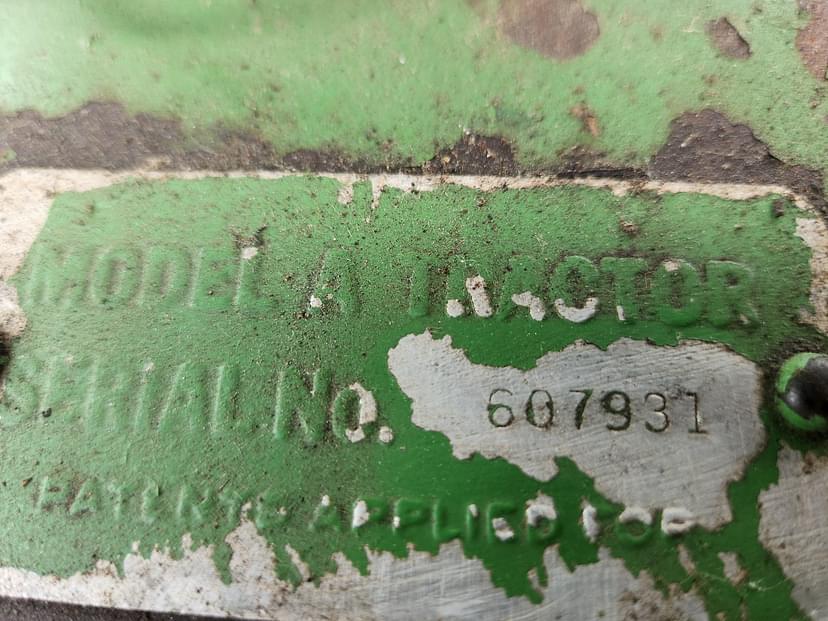 MODEL A TRACTOR
SERIAL NO. 607931
PATENTS APPLIED FOR